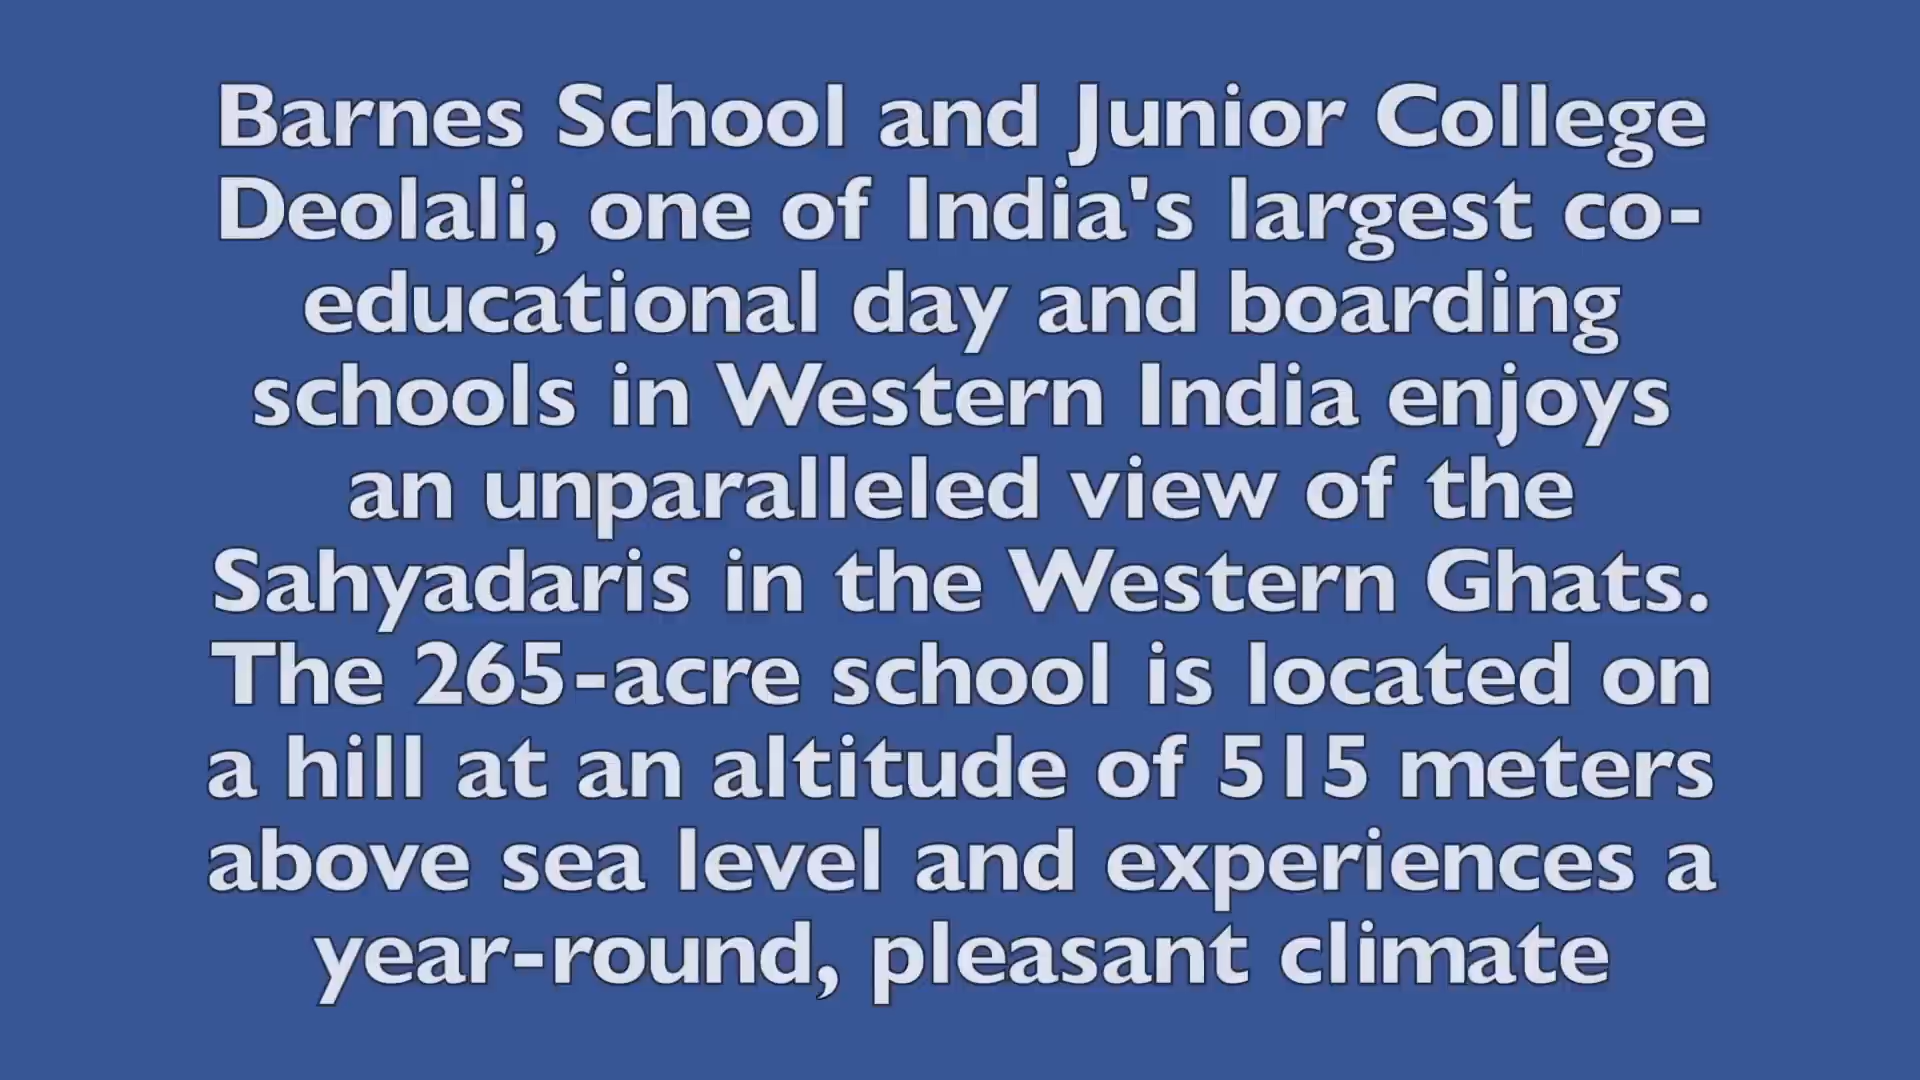 Barnes School and Junior College
Deolali, one of India's largest co-
educational day and boarding
schools in Western India enjoys
an unparalleled view of the
Sahyadaris in the Western Ghats.
The 265-acre school is located on
a hill at an altitude of 515 meters
above sea level and experiences a
year-round, pleasant climate